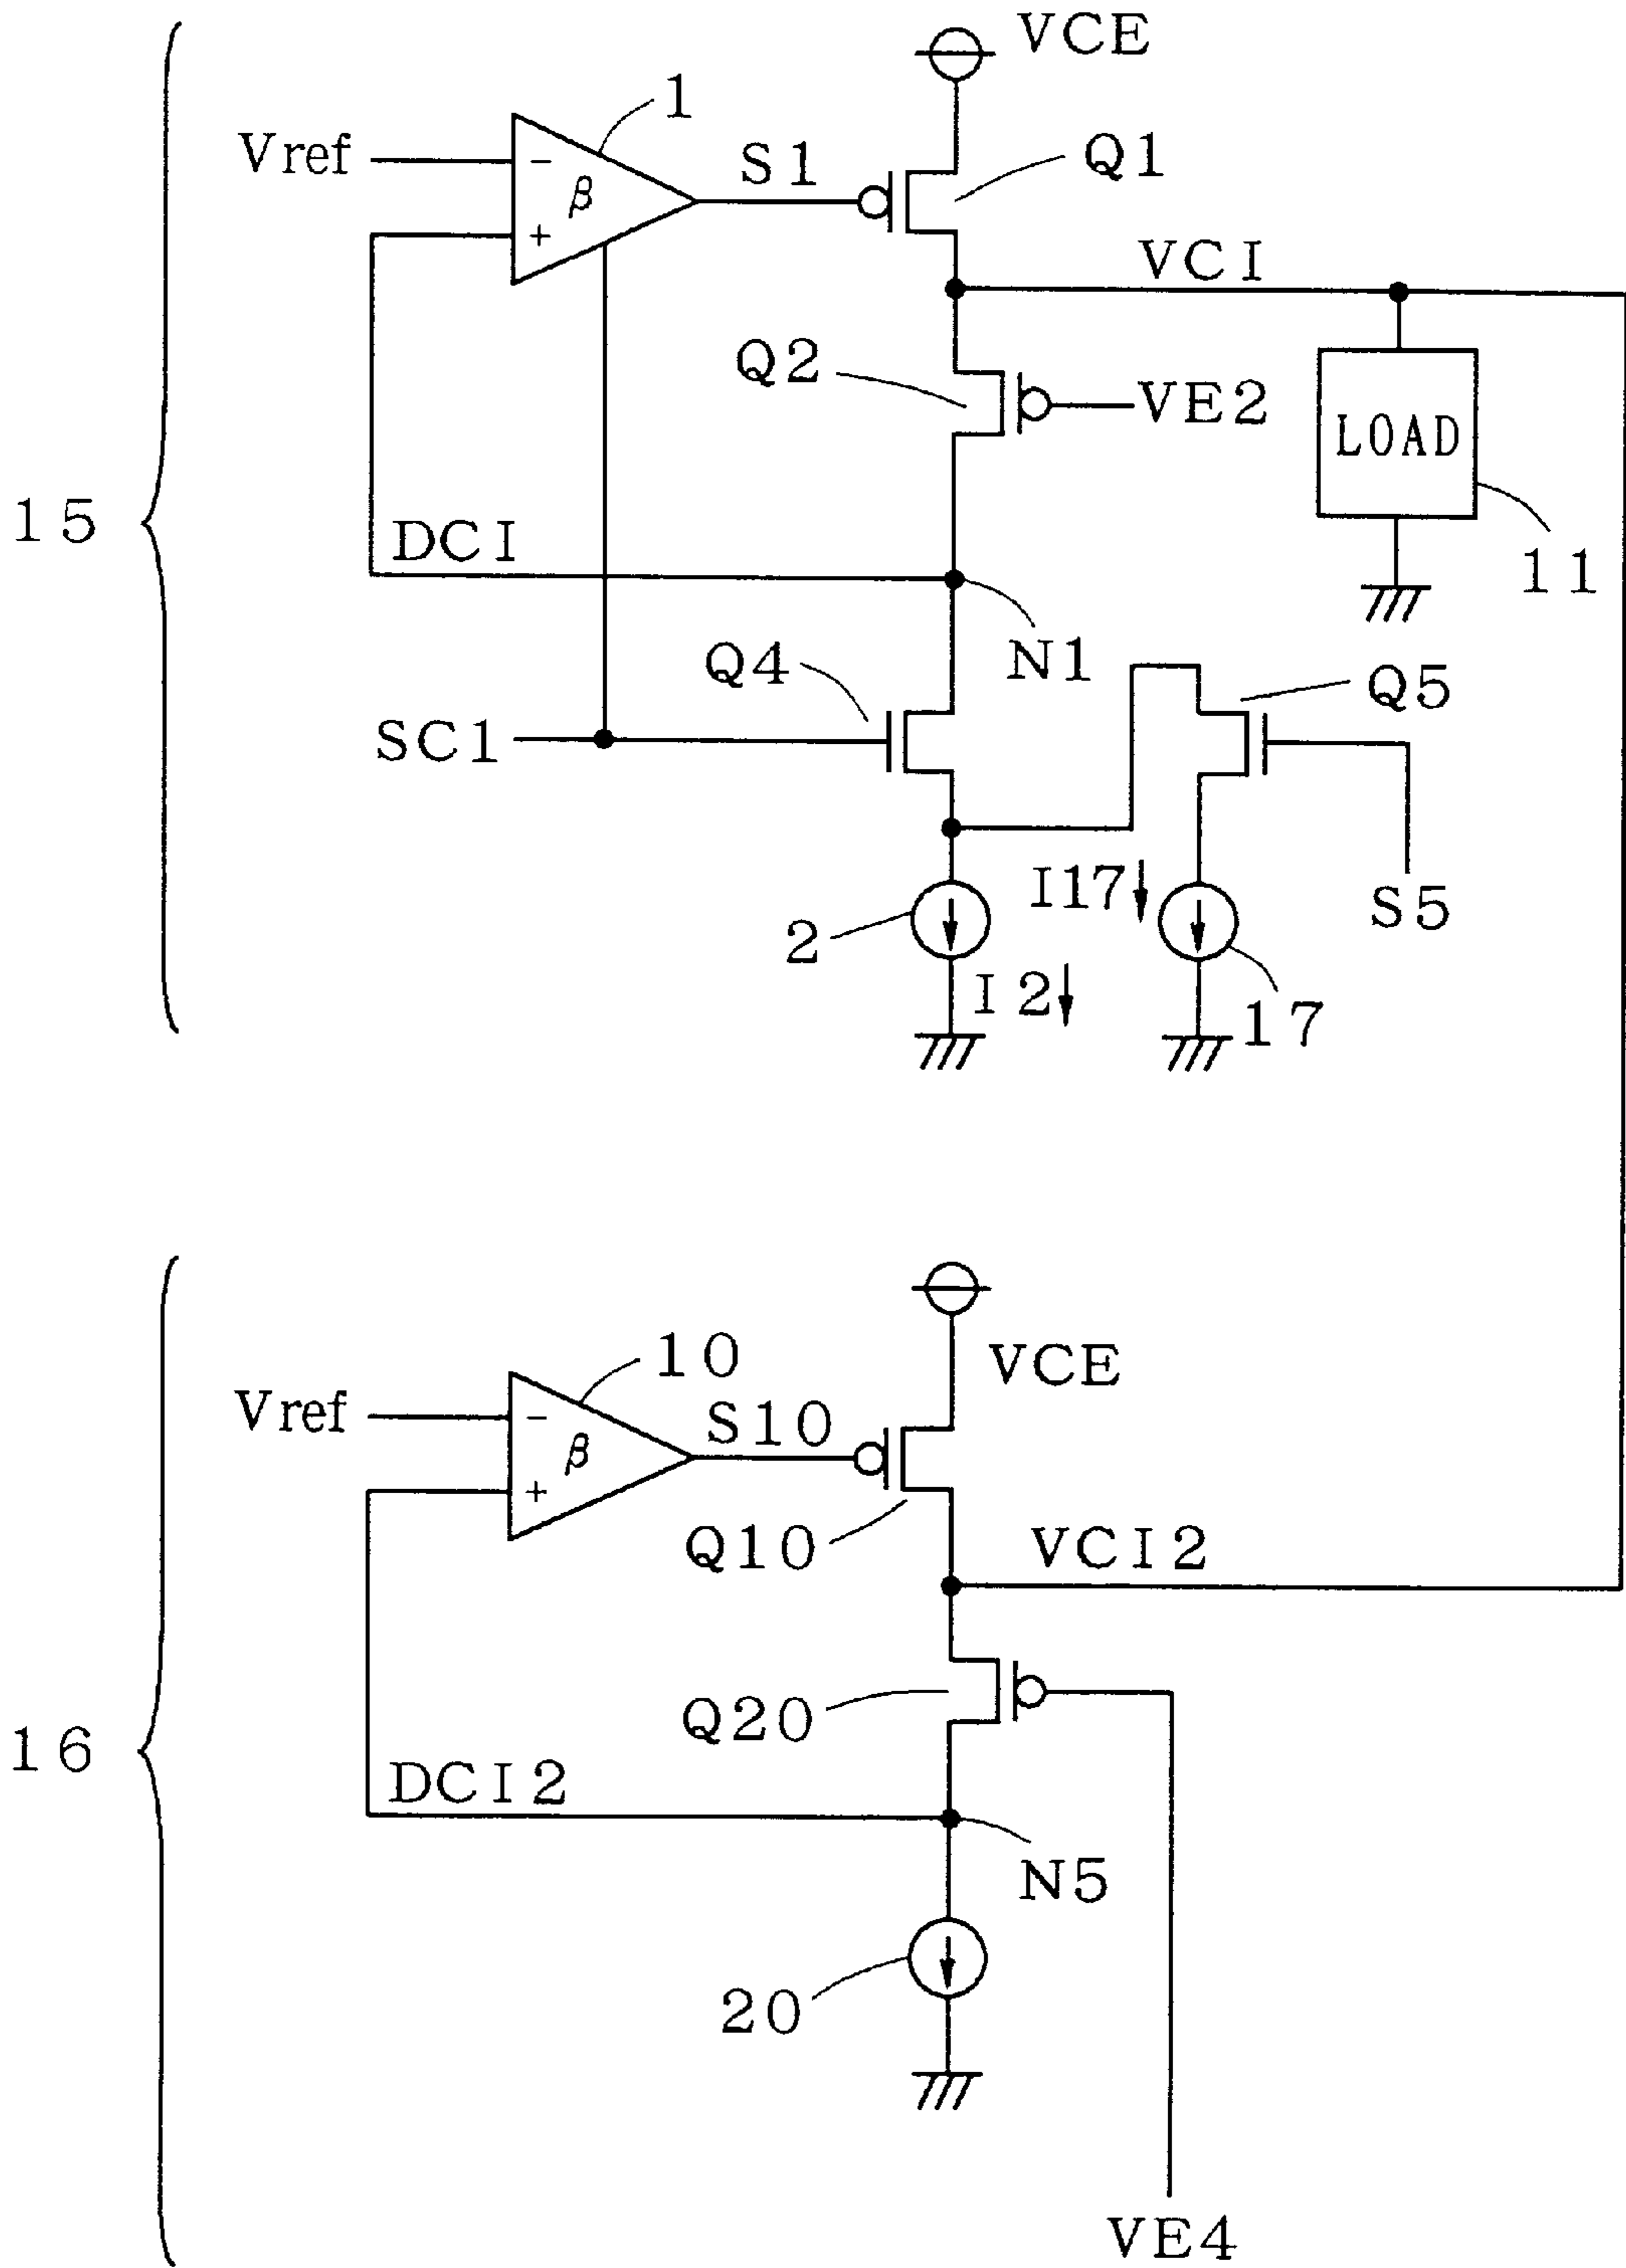 VCE
1
Vref
−
β
+
S1
Q1
VCI
Q2
VE2
LOAD
15
DCI
11
N1
Q4
Q5
SC1
I17
S5
2
I2
17
VCE
10
Vref
−
β
+
S10
Q10
VCI2
Q20
16
DCI2
N5
20
VE4